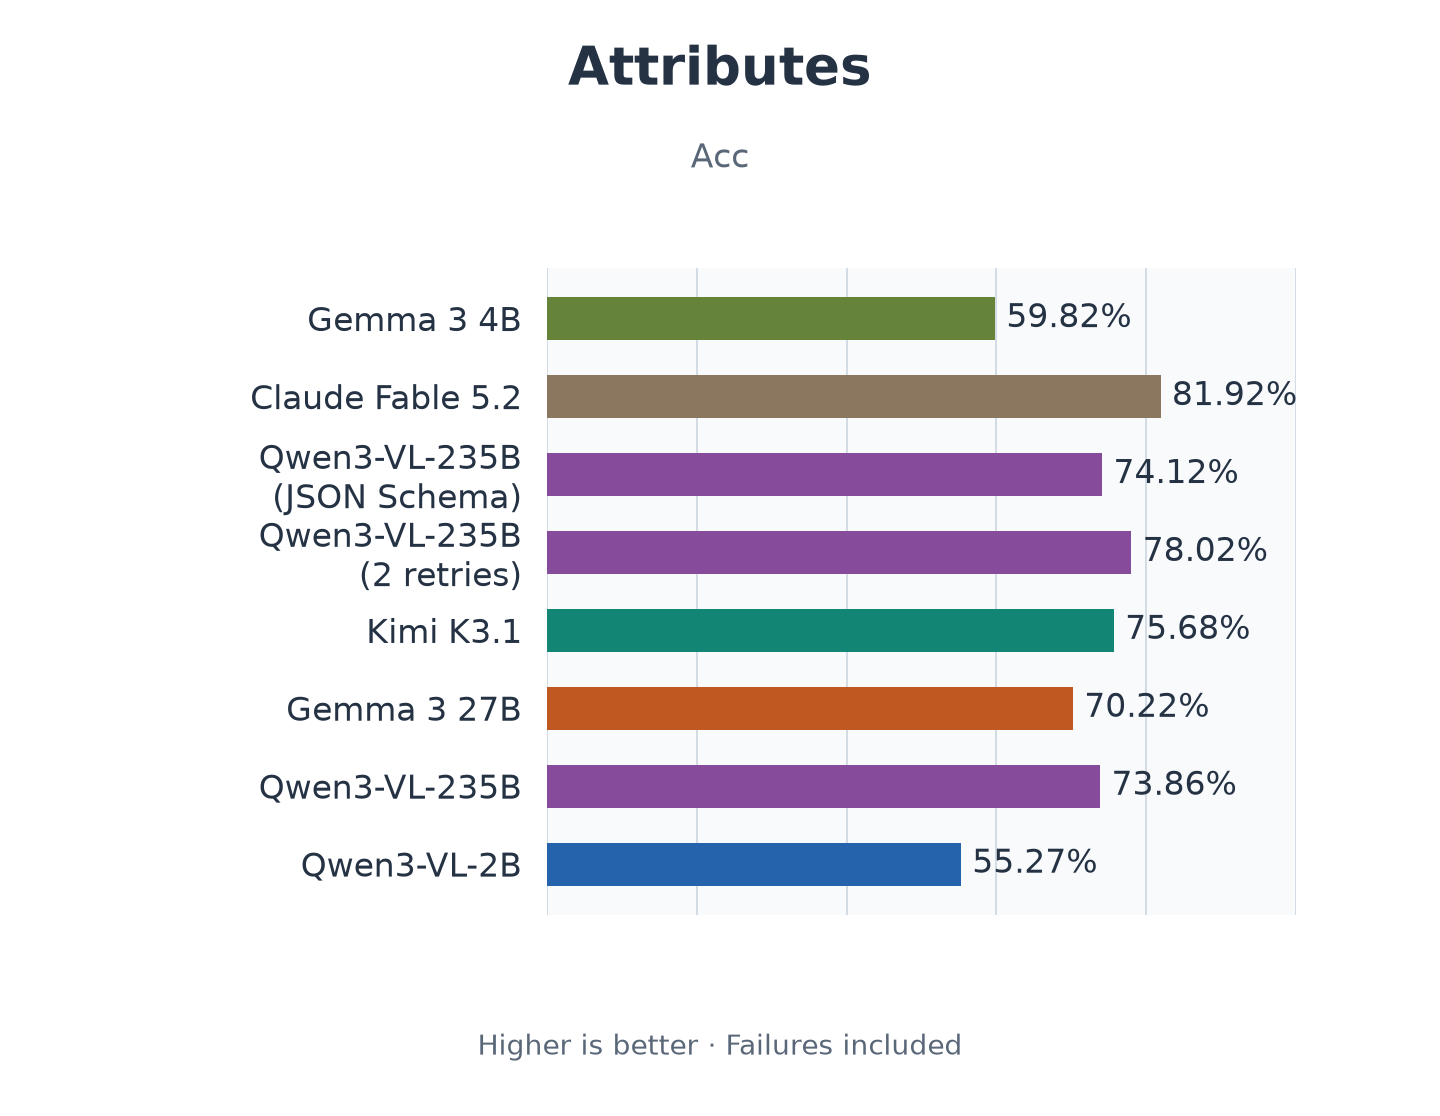 Attributes
Acc
Gemma 3 4B
59.82%
Claude Fable 5.2
81.92%
Qwen3-VL-235B
(JSON Schema)
74.12%
Qwen3-VL-235B
(2 retries)
78.02%
Kimi K3.1
75.68%
Gemma 3 27B
70.22%
Qwen3-VL-235B
73.86%
Qwen3-VL-2B
55.27%
Higher is better · Failures included